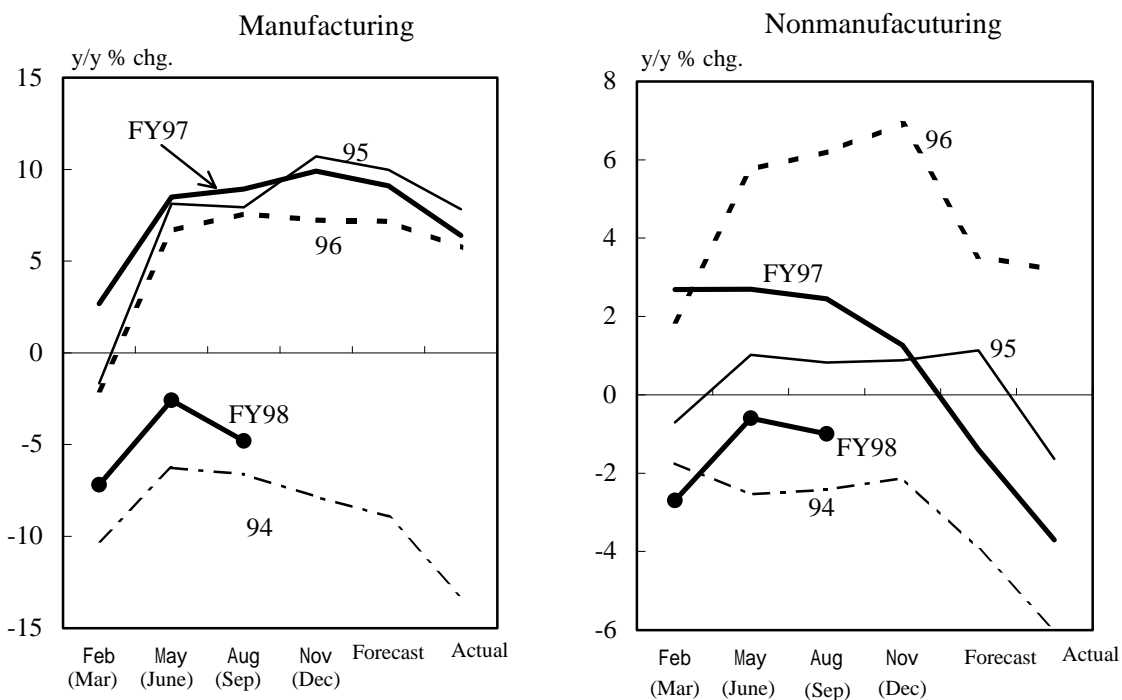 Manufacturing
y/y % chg.
15
10
5
0
-5
-10
-15
FY97
95
96
FY98
94
Feb
(Mar)
May
(June)
Aug
(Sep)
Nov
(Dec)
Forecast
Actual
Nonmanufacuturing
y/y % chg.
8
6
4
2
0
-2
-4
-6
96
FY97
95
FY98
94
Feb
(Mar)
May
(June)
Aug
(Sep)
Nov
(Dec)
Forecast
Actual